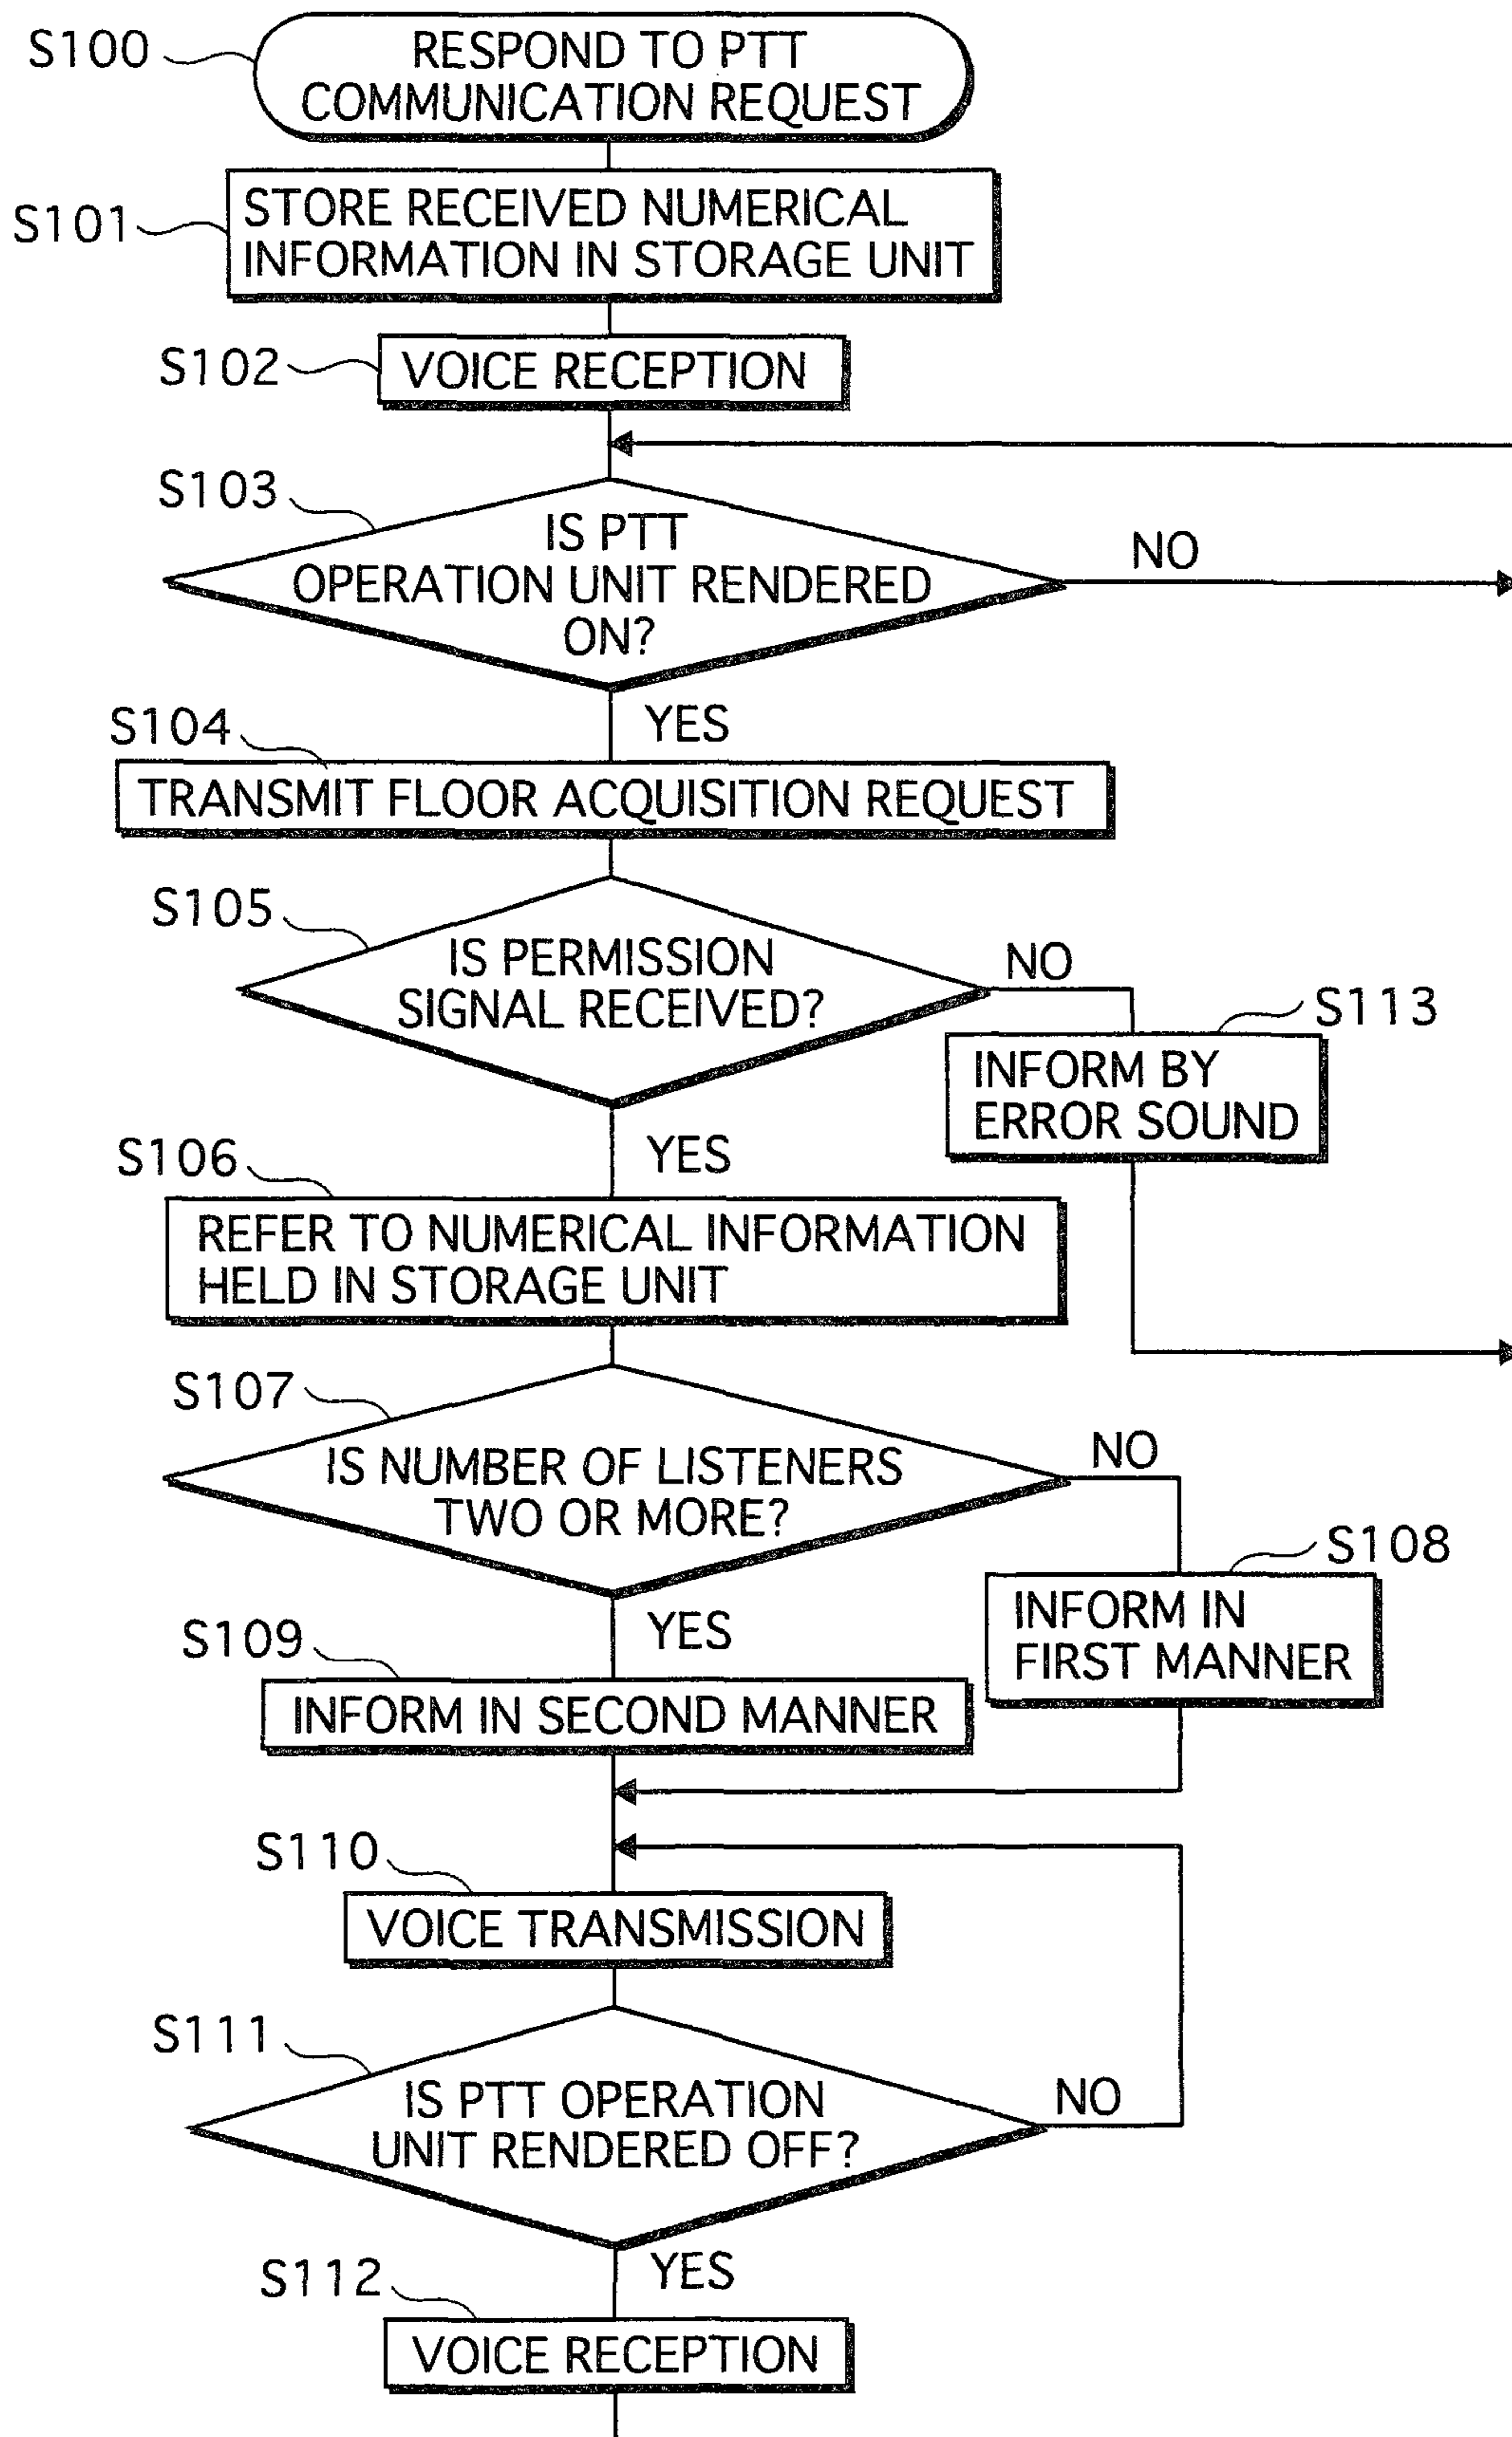 S100
RESPOND TO PTT
COMMUNICATION REQUEST
S101
STORE RECEIVED NUMERICAL
INFORMATION IN STORAGE UNIT
S102
VOICE RECEPTION
S103
IS PTT
OPERATION UNIT RENDERED
ON?
NO
YES
S104
TRANSMIT FLOOR ACQUISITION REQUEST
S105
IS PERMISSION
SIGNAL RECEIVED?
NO
S113
INFORM BY
ERROR SOUND
YES
S106
REFER TO NUMERICAL INFORMATION
HELD IN STORAGE UNIT
S107
IS NUMBER OF LISTENERS
TWO OR MORE?
NO
S108
INFORM IN
FIRST MANNER
YES
S109
INFORM IN SECOND MANNER
S110
VOICE TRANSMISSION
S111
IS PTT OPERATION
UNIT RENDERED OFF?
NO
YES
S112
VOICE RECEPTION